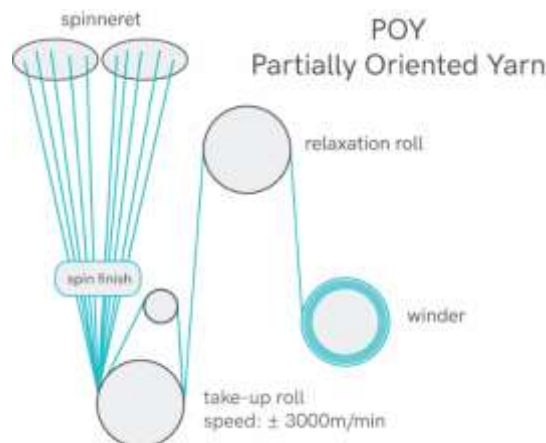 spinneret
POY
Partially Oriented Yarn
relaxation roll
spin finish
winder
take-up roll
speed: ± 3000m/min